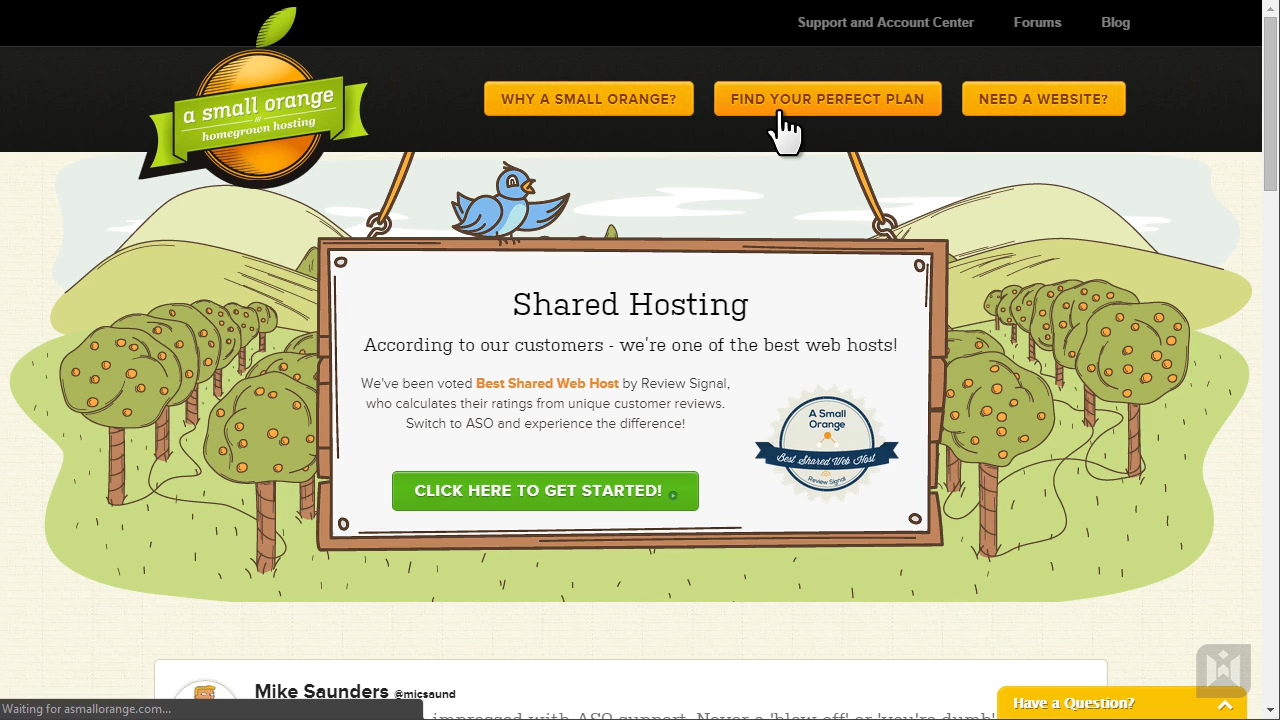 Support and Account Center
Forums
Blog
a small orange
///
homegrown hosting
WHY A SMALL ORANGE?
FIND YOUR PERFECT PLAN
NEED A WEBSITE?
Shared Hosting
According to our customers - we're one of the best web hosts!
We've been voted Best Shared Web Host by Review Signal,
who calculates their ratings from unique customer reviews.
Switch to ASO and experience the difference!
A Small
Orange
Best Shared Web Host
Review Signal
CLICK HERE TO GET STARTED!
Mike Saunders @micsaund
impressed with ASO support. Never a 'blow-off' or 'you're dumb'
Have a Question?
Waiting for asmallorange.com...